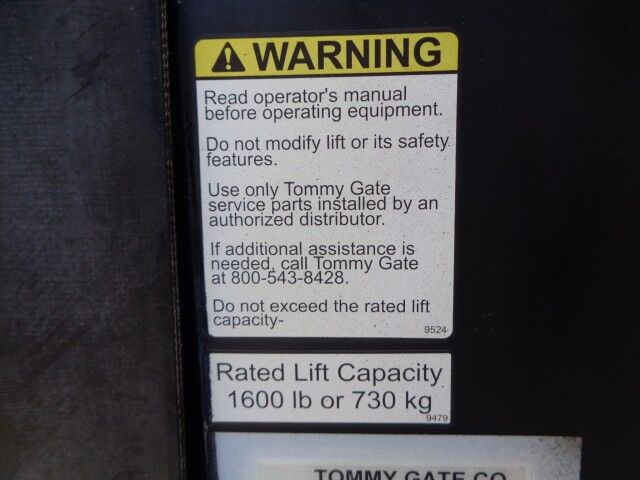 WARNING
Read operator's manual
before operating equipment.
Do not modify lift or its safety
features.
Use only Tommy Gate
service parts installed by an
authorized distributor.
If additional assistance is
needed, call Tommy Gate
at 800-543-8428.
Do not exceed the rated lift
capacity-
9524
Rated Lift Capacity
1600 lb or 730 kg
9479
TOMMY GATE CO